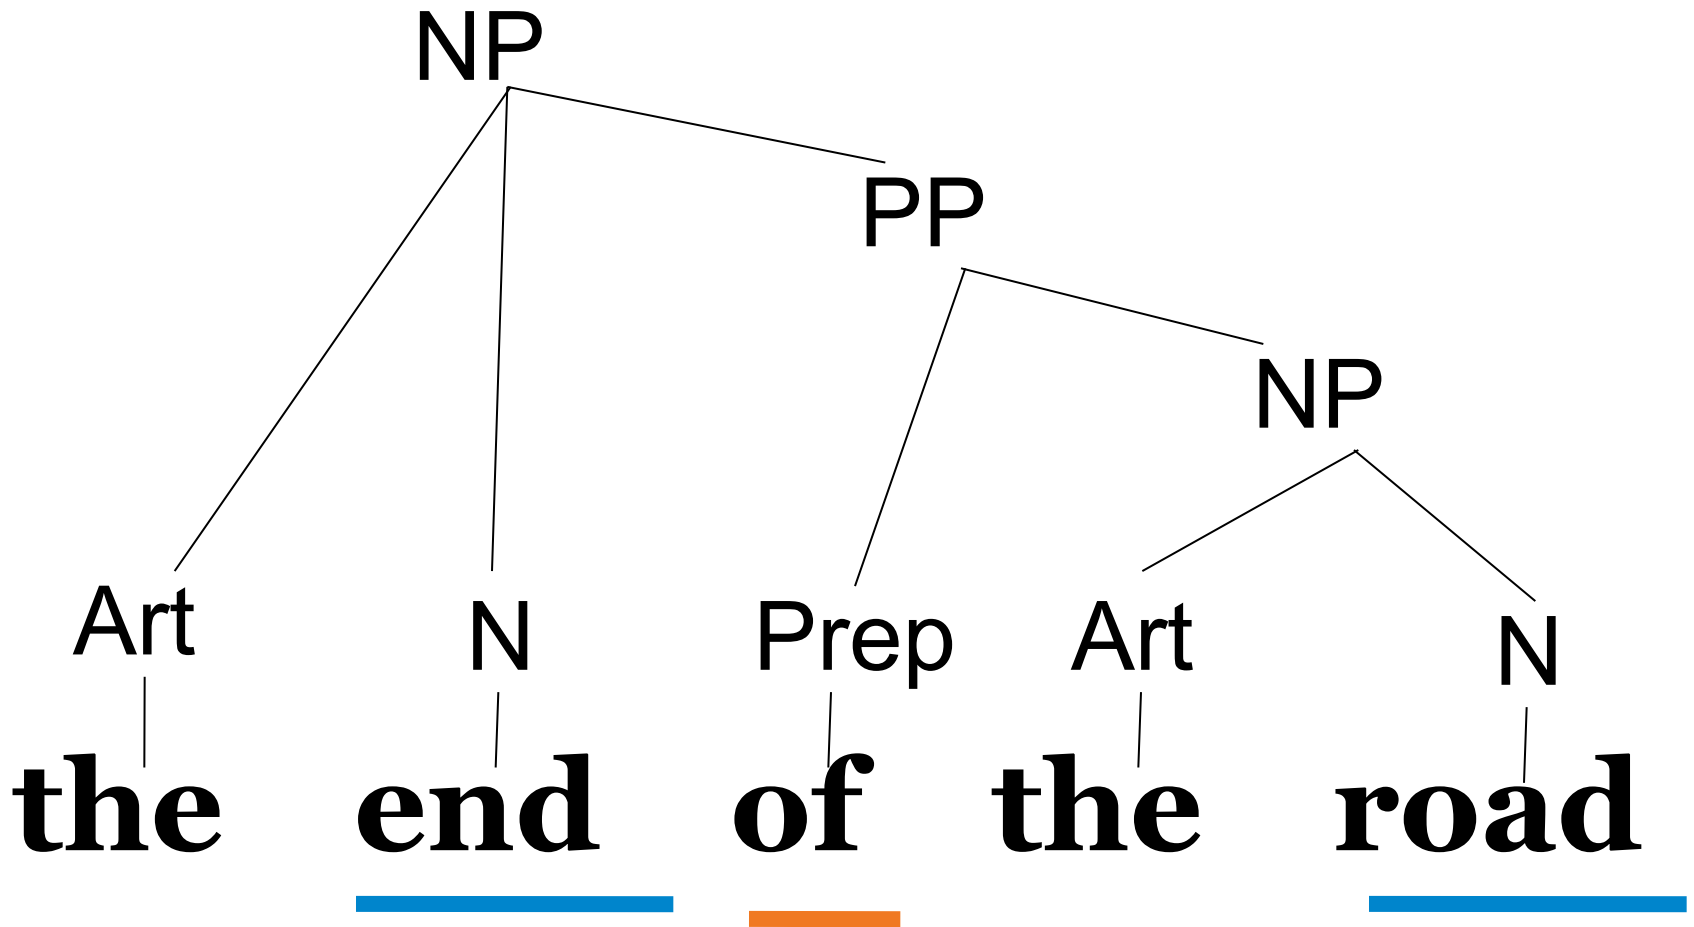 NP
PP
NP
Art N Prep Art N
the end of the road